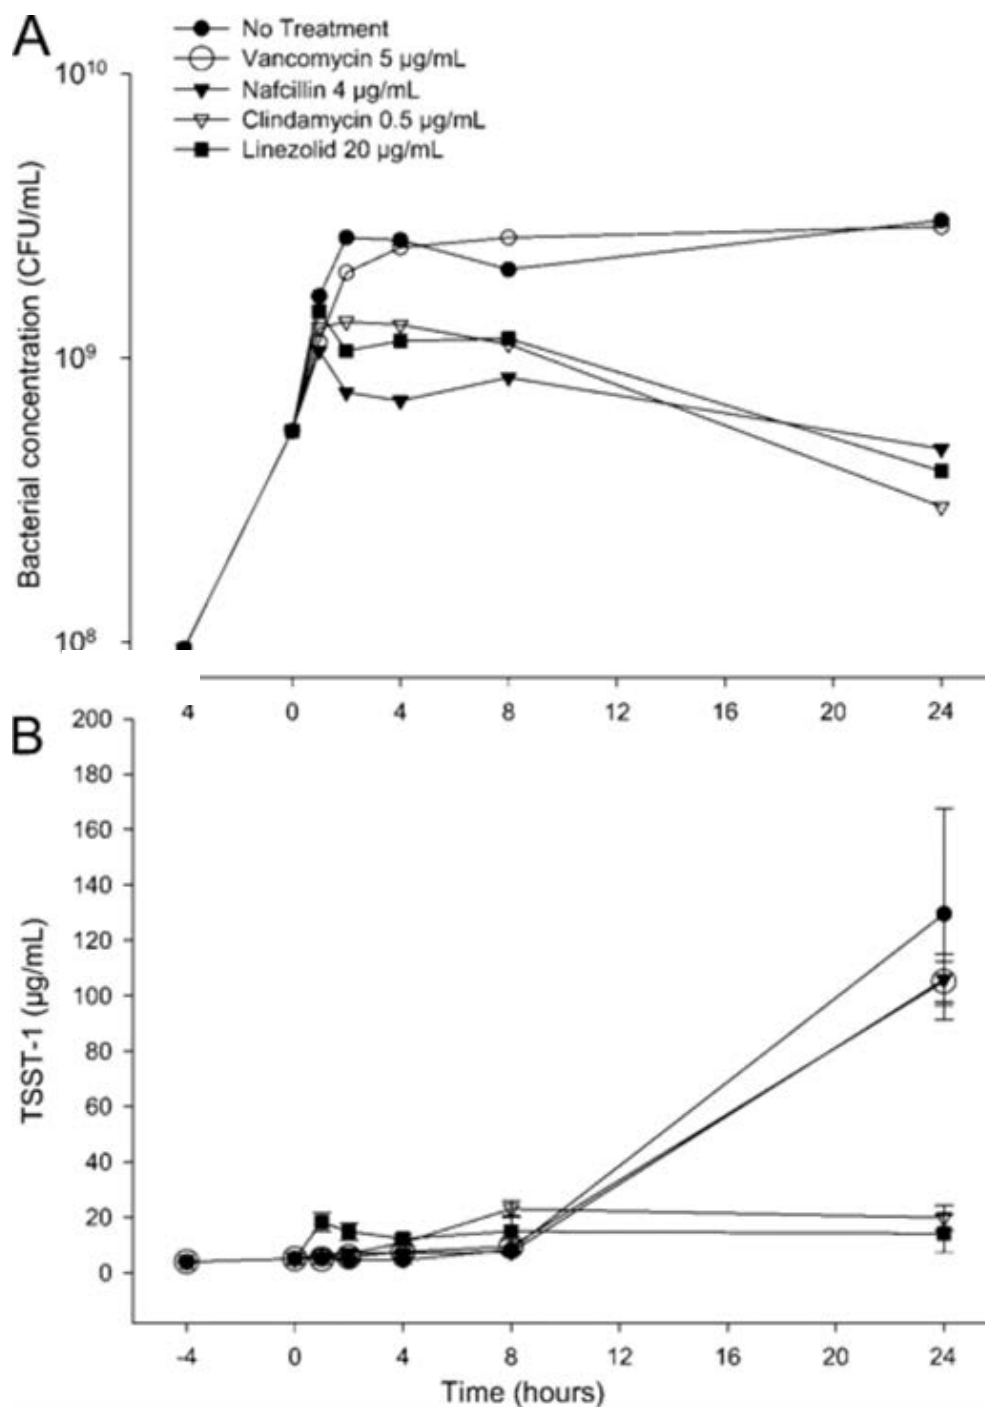 A
No Treatment
Vancomycin 5 µg/mL
Nafcillin 4 µg/mL
Clindamycin 0.5 µg/mL
Linezolid 20 µg/mL
10¹⁰
10⁹
10⁸
Bacterial concentration (CFU/mL)
4 0 4 8 12 16 20 24
B
200
180
160
140
120
100
80
60
40
20
0
TSST-1 (µg/mL)
-4 0 4 8 12 16 20 24
Time (hours)